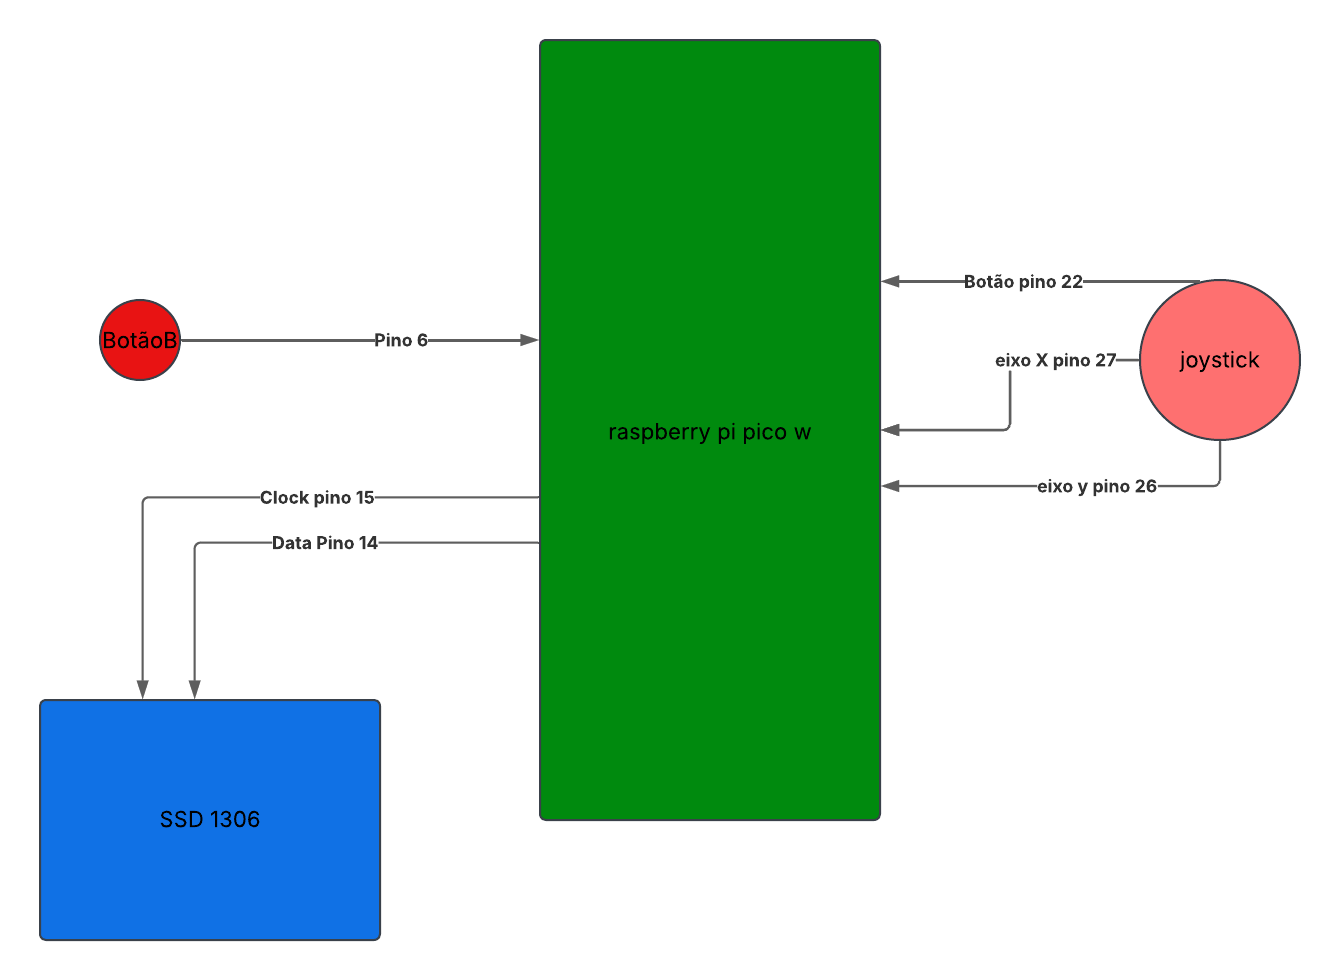 Botão pino 22
BotãoB
Pino 6
eixo X pino 27
joystick
raspberry pi pico w
eixo y pino 26
Clock pino 15
Data Pino 14
SSD 1306